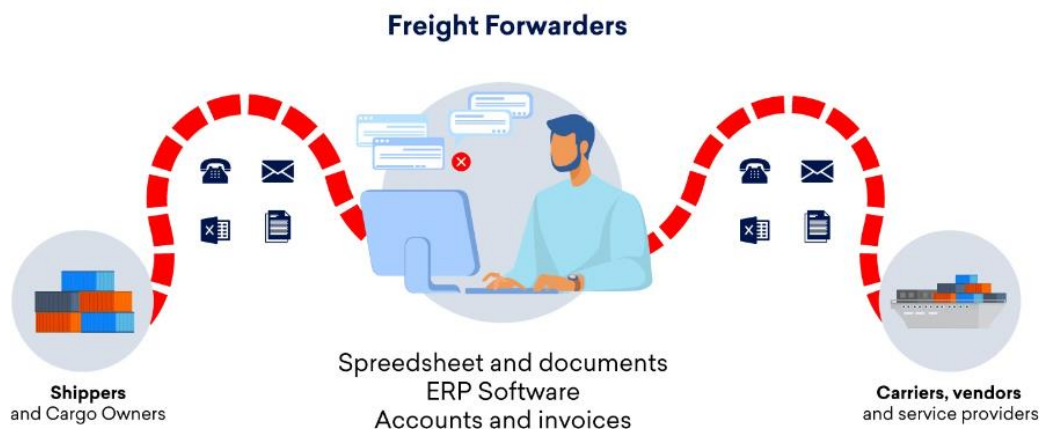 Freight Forwarders
Spreedsheet and documents
ERP Software
Accounts and invoices
Shippers
and Cargo Owners
Carriers, vendors
and service providers